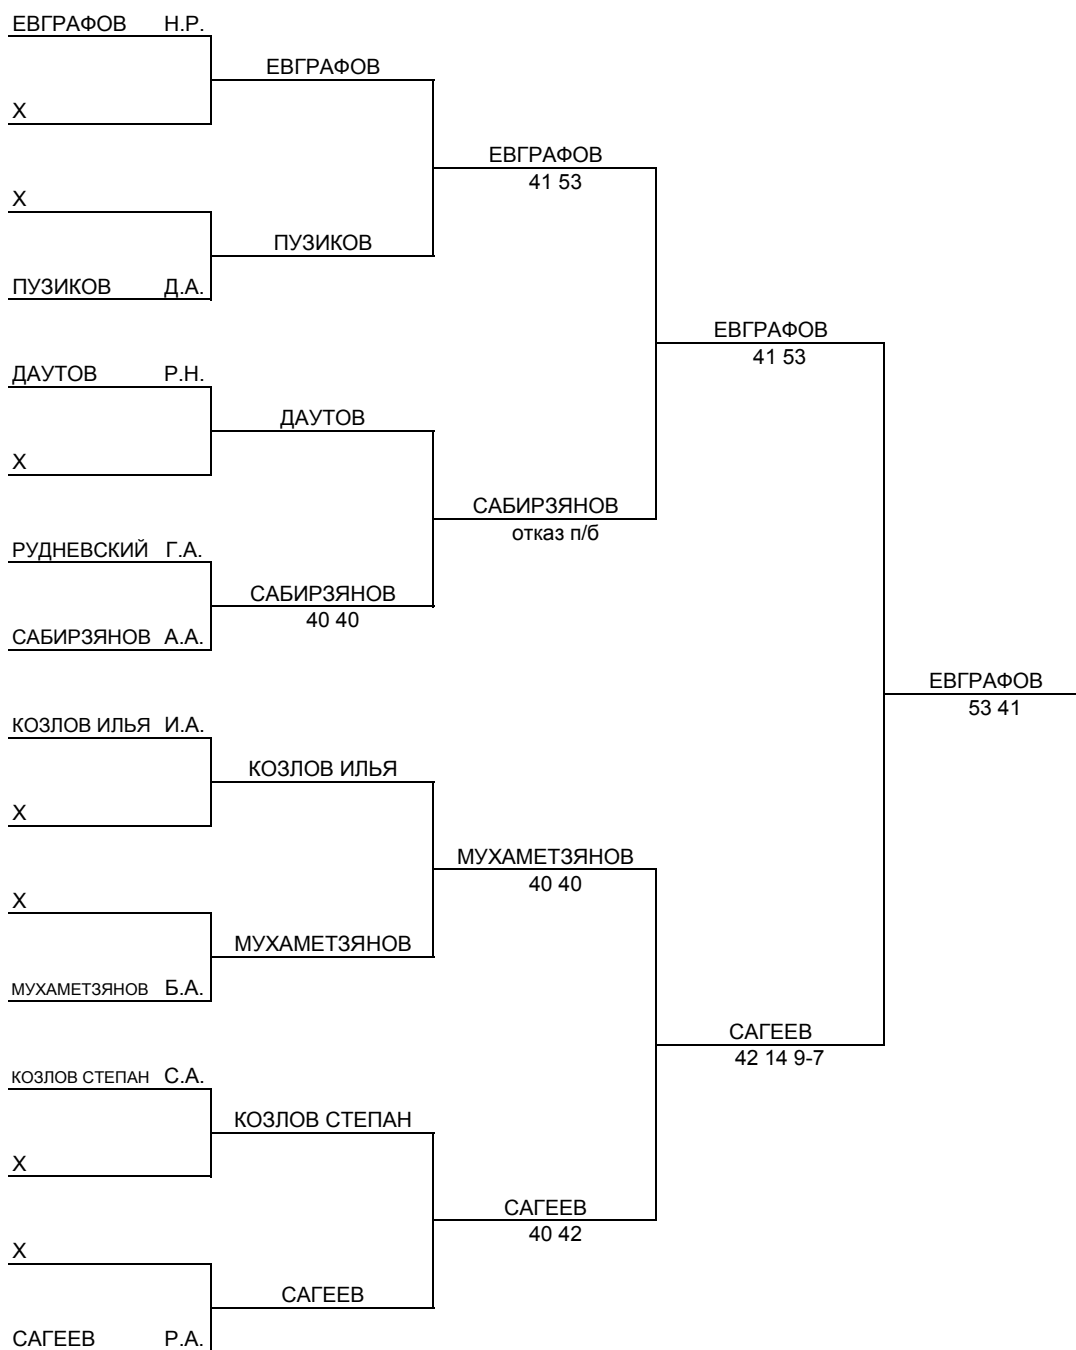 ЕВГРАФОВ Н.Р.
ЕВГРАФОВ
Х
ЕВГРАФОВ
41 53
Х
ПУЗИКОВ
ПУЗИКОВ Д.А.
ЕВГРАФОВ
41 53
ДАУТОВ Р.Н.
ДАУТОВ
Х
САБИРЗЯНОВ
отказ п/б
РУДНЕВСКИЙ Г.А.
САБИРЗЯНОВ
40 40
САБИРЗЯНОВ А.А.
ЕВГРАФОВ
53 41
КОЗЛОВ ИЛЬЯ И.А.
КОЗЛОВ ИЛЬЯ
Х
МУХАМЕТЗЯНОВ
40 40
Х
МУХАМЕТЗЯНОВ
МУХАМЕТЗЯНОВ Б.А.
САГЕЕВ
42 14 9-7
КОЗЛОВ СТЕПАН С.А.
КОЗЛОВ СТЕПАН
Х
САГЕЕВ
40 42
Х
САГЕЕВ
САГЕЕВ Р.А.